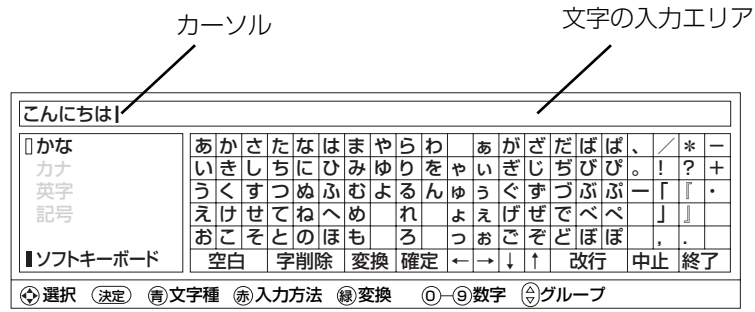 カーソル 文字の入力エリア
こんにちは
かな
カナ
英字
記号
ソフトキーボード
あ か さ た な は ま や ら わ ぁ が ざ だ ば ぱ 、 ／ ＊ －
い き し ち に ひ み ゆ り を ゃ ぃ ぎ じ ぢ び ぴ 。 ！ ？ ＋
う く す つ ぬ ふ む よ る ん ゅ ぅ ぐ ず づ ぶ ぷ ー 「 『 ・
え け せ て ね へ め れ ょ ぇ げ ぜ で べ ぺ 」 』
お こ そ と の ほ も ろ っ ぉ ご ぞ ど ぼ ぽ ， ．
空白 字削除 変換 確定 ← → ↓ ↑ 改行 中止 終了
選択 決定 青文字種 赤入力方法 緑変換 0－9数字 グループ